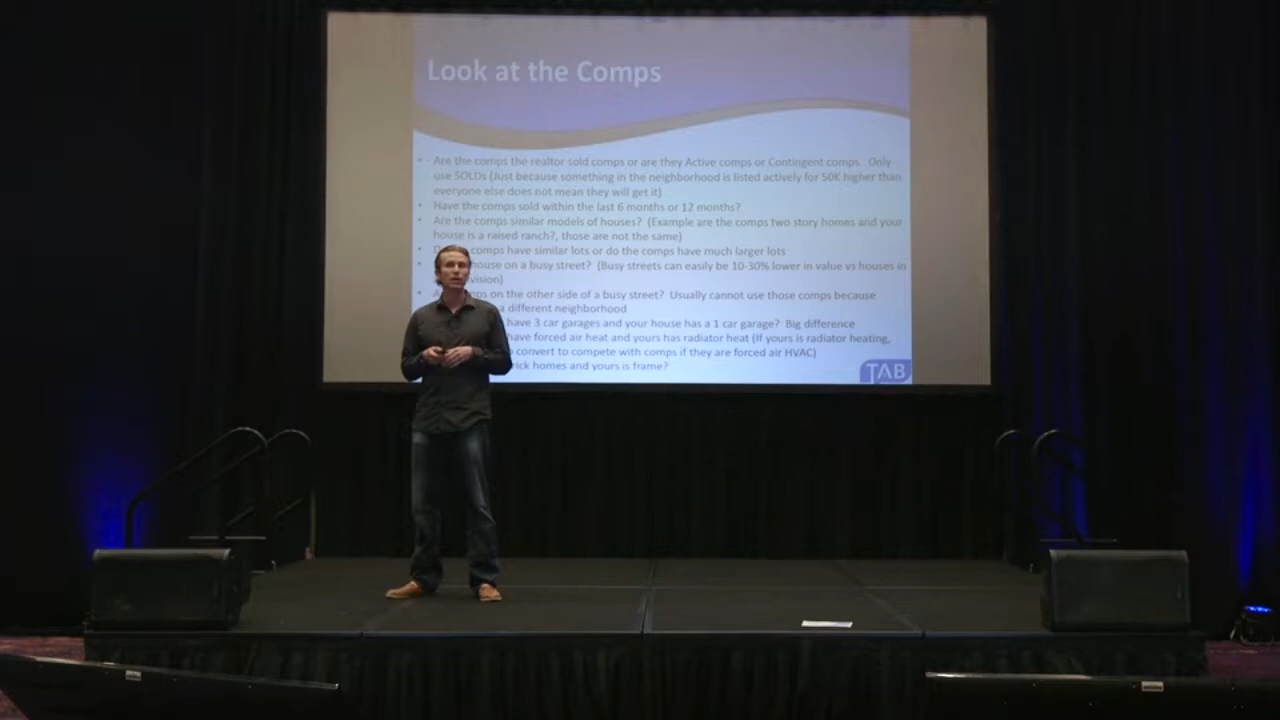 Look at the Comps
• Are the comps the realtor sold comps or are they Active comps or Contingent comps. Only
use SOLDs (Just because something in the neighborhood is listed actively for 50K higher than
everyone else does not mean they will get it)
• Have the comps sold within the last 6 months or 12 months?
• Are the comps similar models of houses? (Example are the comps two story homes and your
house is a raised ranch?, those are not the same)
• comps have similar lots or do the comps have much larger lots
• house on a busy street? (Busy streets can easily be 10-30% lower in value vs houses in
• on the other side of a busy street? Usually cannot use those comps because
a different neighborhood
have 3 car garages and your house has a 1 car garage? Big difference
have forced air heat and yours has radiator heat (If yours is radiator heating,
convert to compete with comps if they are forced air HVAC)
homes and yours is frame?
TAB